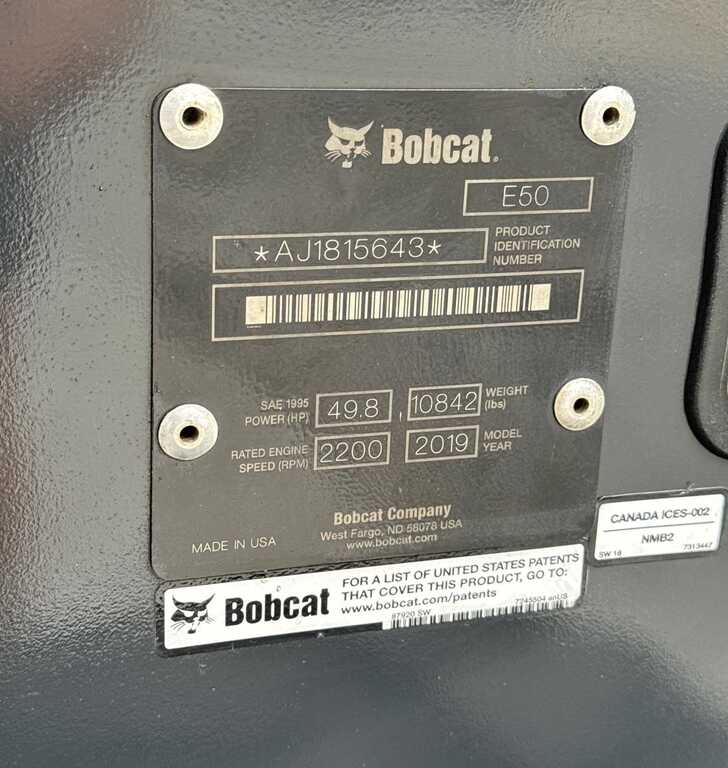 Bobcat®
E50
*AJ1815643*
PRODUCT
IDENTIFICATION
NUMBER
SAE 1995
POWER (HP)
49.8
10842
WEIGHT
(lbs)
RATED ENGINE
SPEED (RPM)
2200
2019
MODEL
YEAR
Bobcat Company
West Fargo, ND 58078 USA
www.bobcat.com
MADE IN USA
CANADA ICES-002
NMB2
SW 16
7313447
Bobcat
FOR A LIST OF UNITED STATES PATENTS
THAT COVER THIS PRODUCT, GO TO:
www.bobcat.com/patents
7245504 enUS
87920 SW